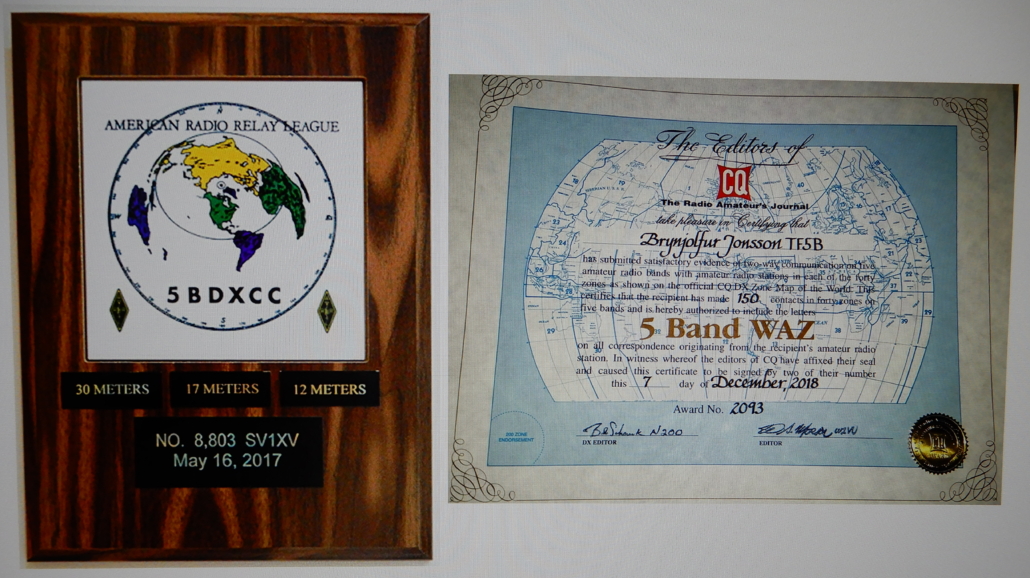 AMERICAN RADIO RELAY LEAGUE
5BDXCC
30 METERS
17 METERS
12 METERS
NO. 8,803 SV1XV
May 16, 2017
The Editors of
CQ
The Radio Amateur's Journal
take pleasure in Certifying that
Brynjolfur Jonsson TF5B
has submitted satisfactory evidence of two-way communication on five
amateur radio bands with amateur radio stations in each of the forty
zones as shown on the official CQ DX Zone Map of the World. This
certifies that the recipient has made 150 contacts in forty zones on
five bands and is hereby authorized to include the letters
5 Band WAZ
on all correspondence originating from the recipient's amateur radio
station. In witness whereof the editors of CQ have affixed their seal
and caused this certificate to be signed by two of their number
this 7 day of December, 2018
Award No. 2093
200 ZONE
ENDORSEMENT
N2OO
DX EDITOR
EDITOR